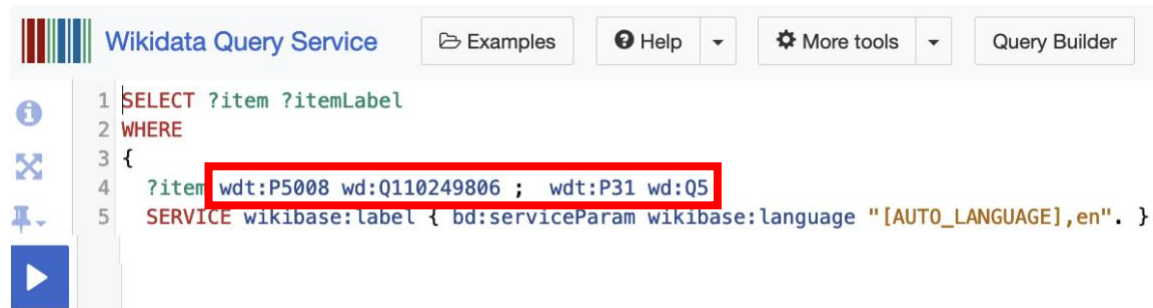 Wikidata Query Service Examples Help More tools Query Builder
1 SELECT ?item ?itemLabel
2 WHERE
3 {
4 ?item wdt:P5008 wd:Q110249806 ; wdt:P31 wd:Q5
5 SERVICE wikibase:label { bd:serviceParam wikibase:language "[AUTO_LANGUAGE],en". }